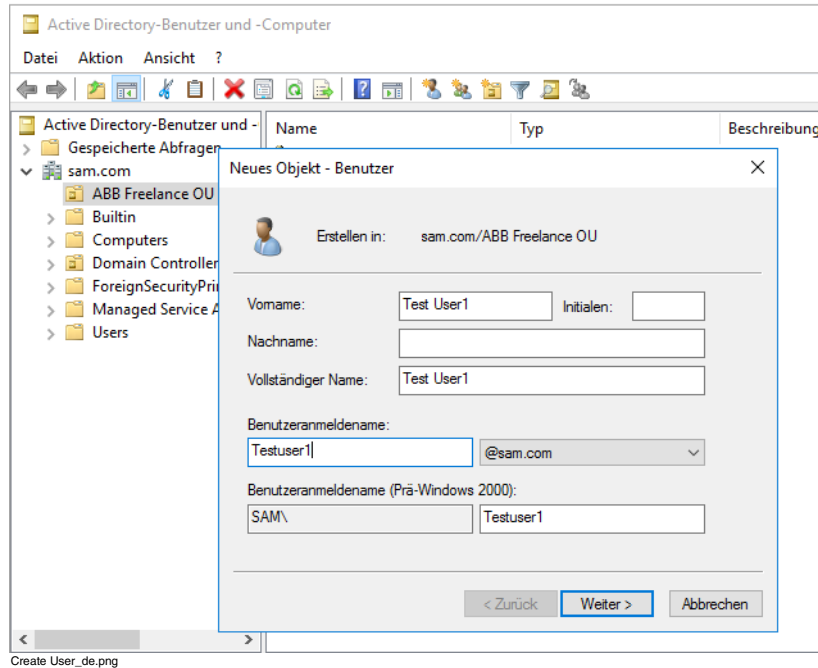 Active Directory-Benutzer und -Computer
Datei Aktion Ansicht ?
Active Directory-Benutzer und -
Name Typ Beschreibung
Gespeicherte Abfragen
sam.com
ABB Freelance OU
Builtin
Computers
Domain Controller
ForeignSecurityPri
Managed Service A
Users
Neues Objekt - Benutzer
Erstellen in: sam.com/ABB Freelance OU
Vorname: Test User1 Initialen:
Nachname:
Vollständiger Name: Test User1
Benutzeranmeldename:
Testuser1 @sam.com
Benutzeranmeldename (Prä-Windows 2000):
SAM\ Testuser1
< Zurück Weiter > Abbrechen
Create User_de.png